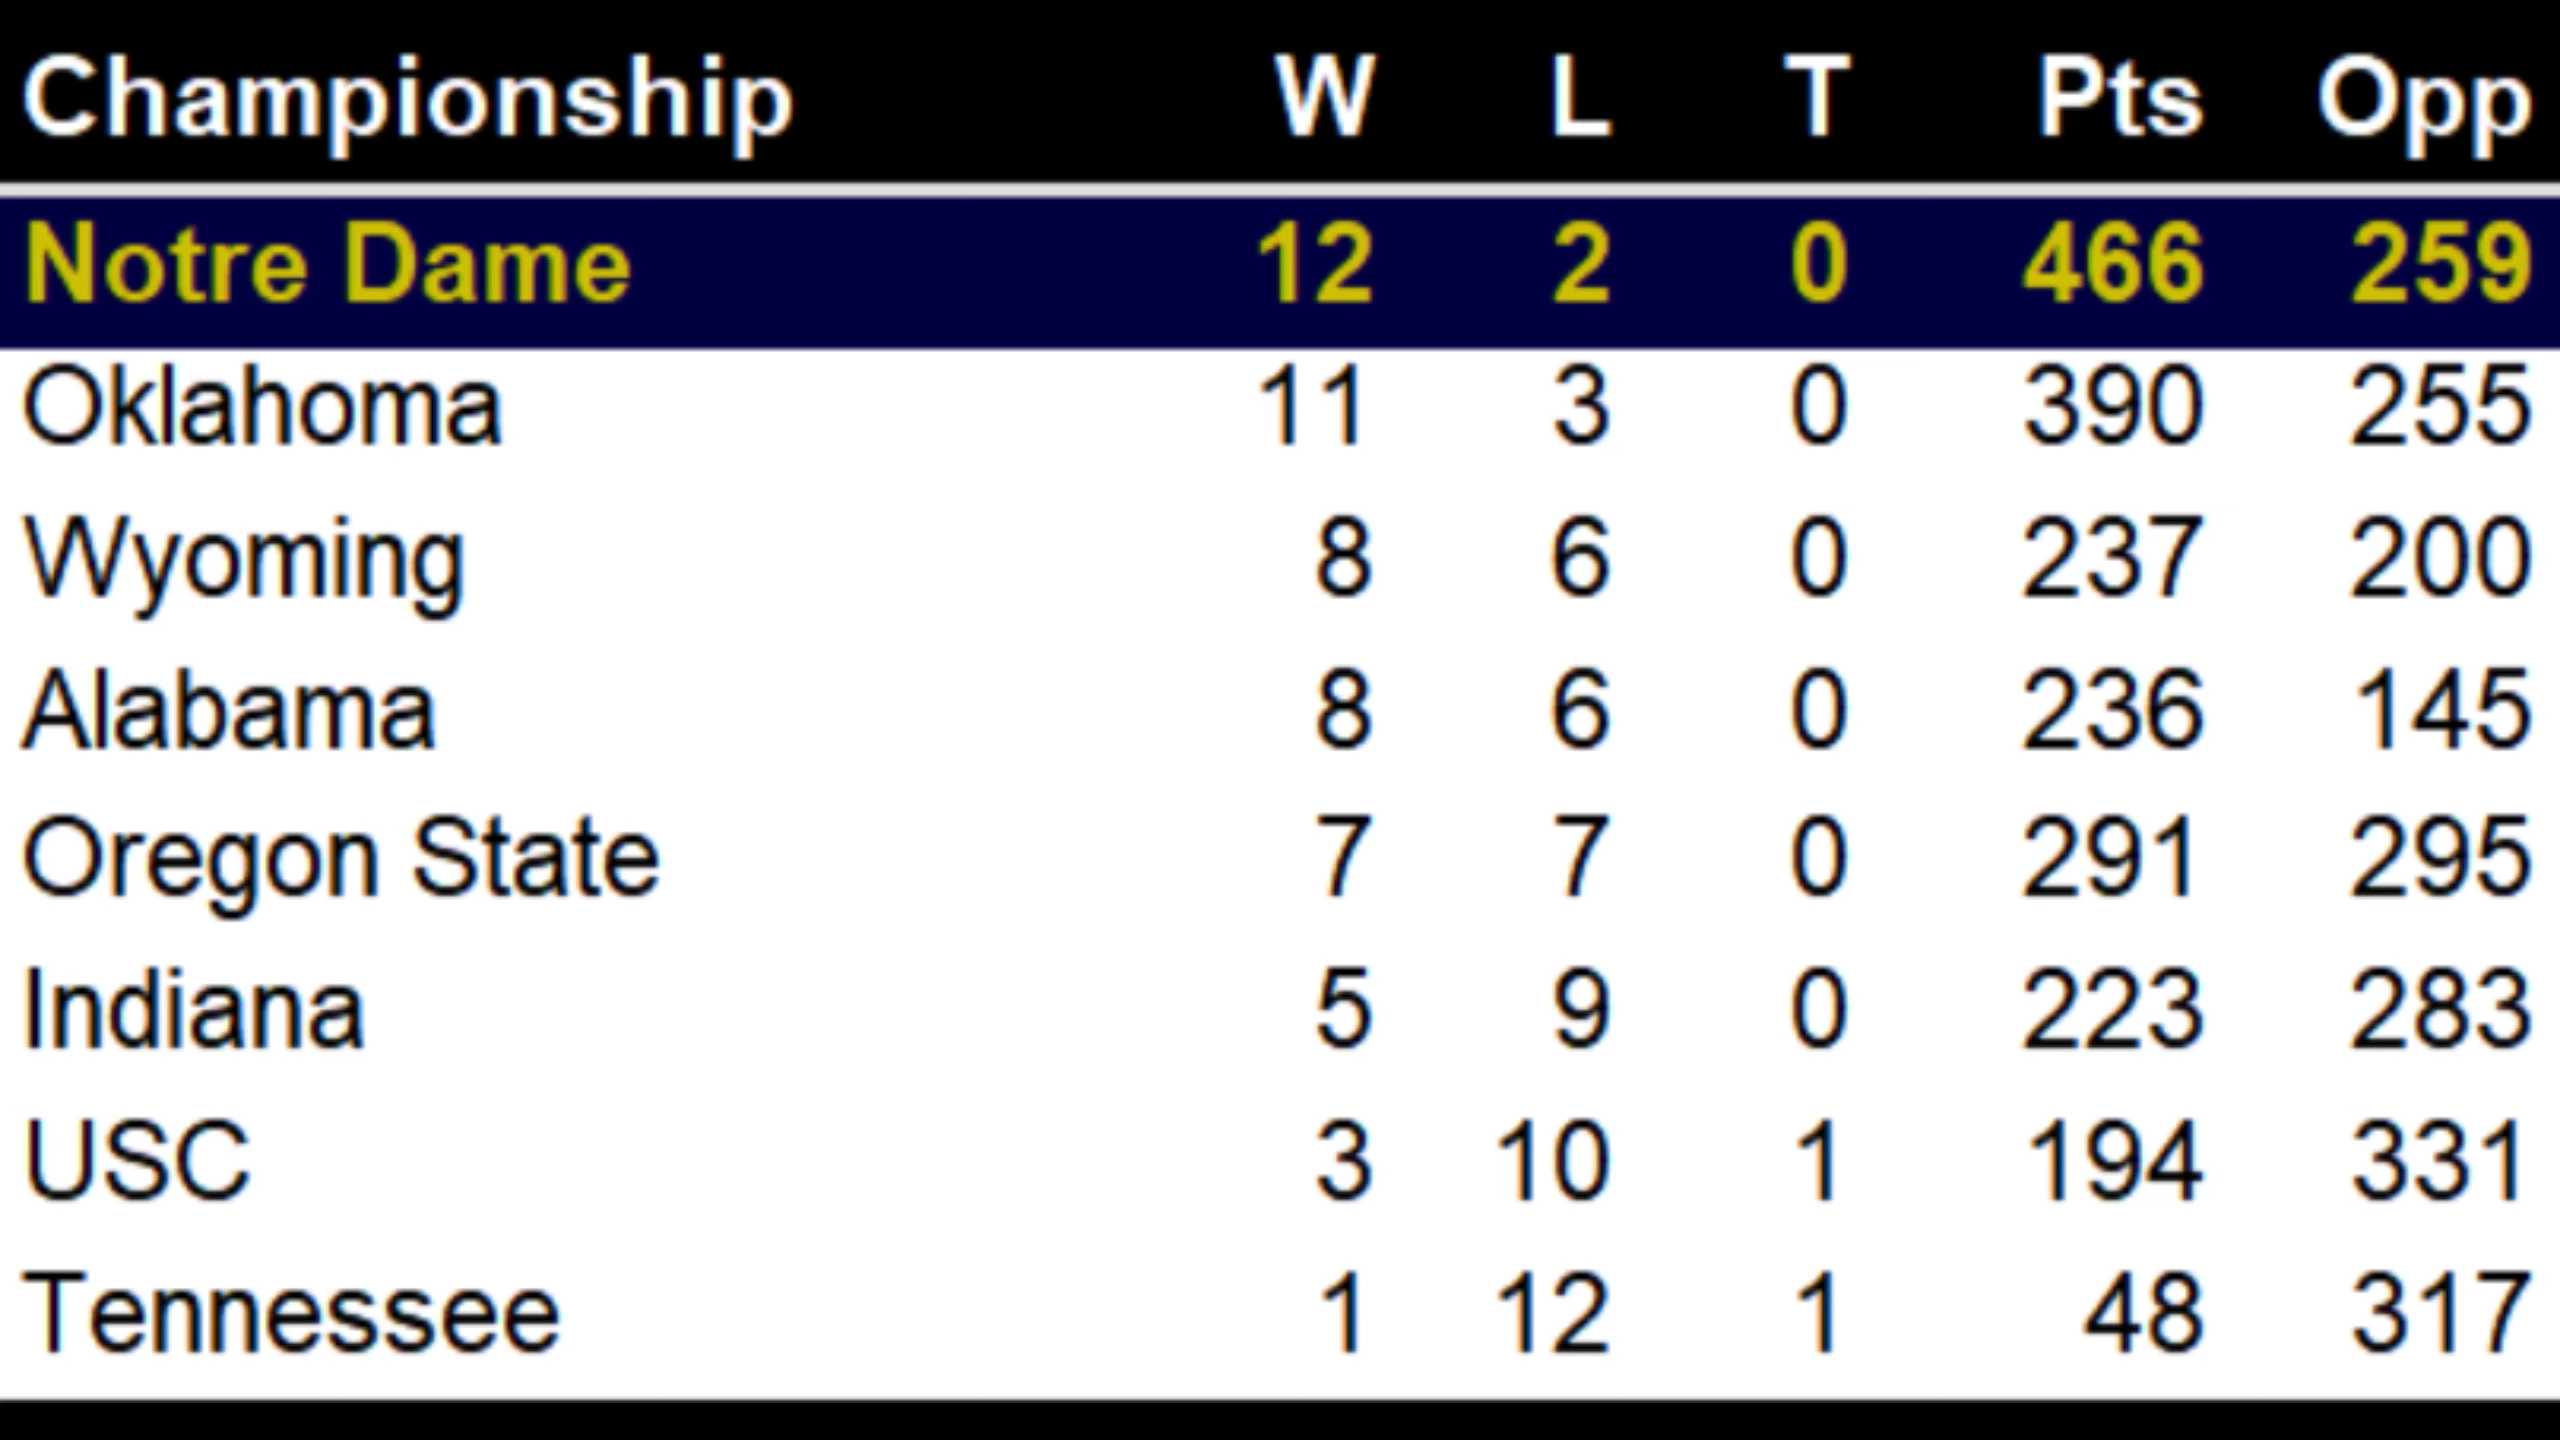 Championship W L T Pts Opp
Notre Dame 12 2 0 466 259
Oklahoma 11 3 0 390 255
Wyoming 8 6 0 237 200
Alabama 8 6 0 236 145
Oregon State 7 7 0 291 295
Indiana 5 9 0 223 283
USC 3 10 1 194 331
Tennessee 1 12 1 48 317